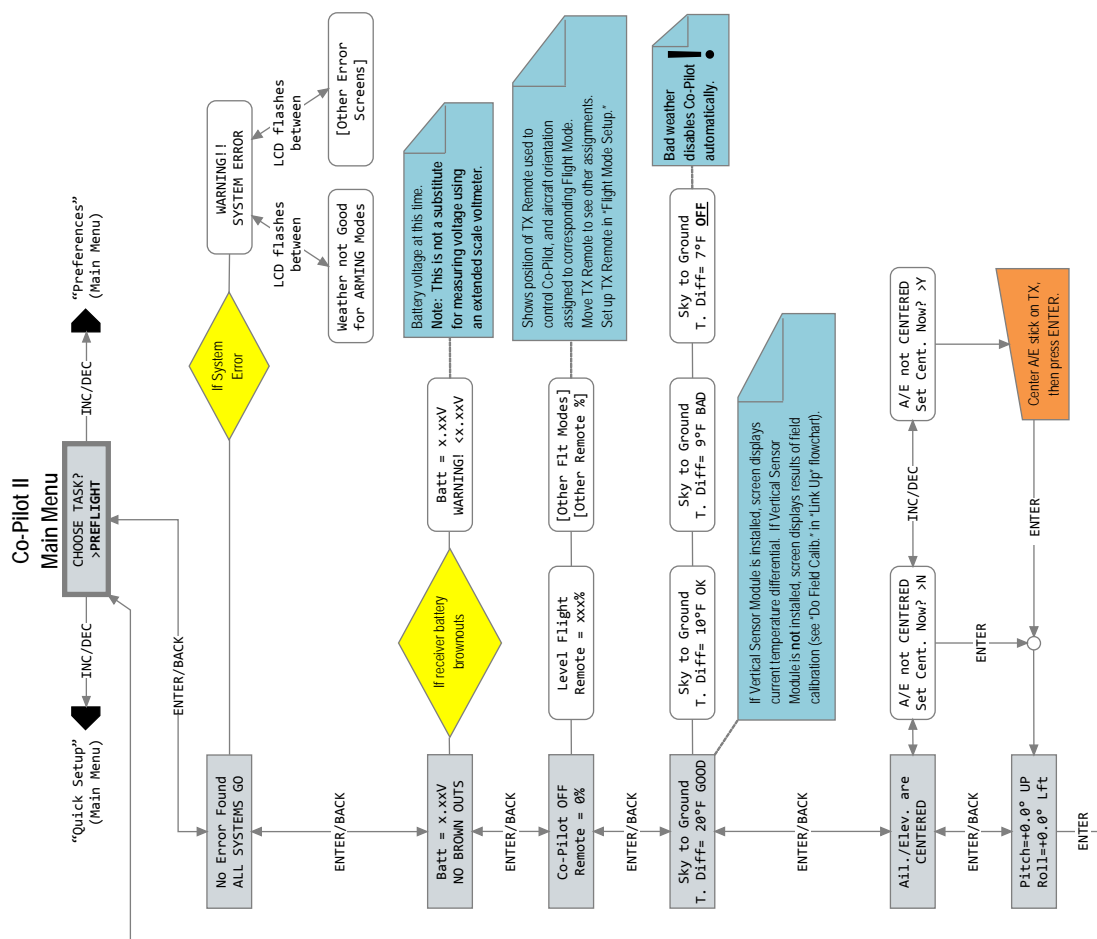 Co-Pilot II
Main Menu
CHOOSE TASK?
>PREFLIGHT
INC/DEC
"Quick Setup"
(Main Menu)
INC/DEC
"Preferences"
(Main Menu)
ENTER/BACK
No Error Found
ALL SYSTEMS GO
If System
Error
WARNING!!
SYSTEM ERROR
LCD flashes
between
LCD flashes
between
Weather not Good
for ARMING Modes
[Other Error
Screens]
ENTER/BACK
Batt = x.xxV
NO BROWN OUTS
If receiver battery
brownouts
Batt = x.xxV
WARNING! <x.xxV
Battery voltage at this time.
Note: This is not a substitute
for measuring voltage using
an extended scale voltmeter.
ENTER/BACK
Co-Pilot OFF
Remote = 0%
Level Flight
Remote = xxx%
[Other Flt Modes]
[Other Remote %]
Shows position of TX Remote used to
control Co-Pilot, and aircraft orientation
assigned to corresponding Flight Mode.
Move TX Remote to see other assignments.
Set up TX Remote in "Flight Mode Setup."
ENTER/BACK
Sky to Ground
T. Diff= 20°F GOOD
Sky to Ground
T. Diff= 10°F OK
Sky to Ground
T. Diff= 9°F BAD
Sky to Ground
T. Diff= 7°F OFF
Bad weather
disables Co-Pilot
automatically.
!
If Vertical Sensor Module is installed, screen displays
current temperature differential. If Vertical Sensor
Module is not installed, screen displays results of field
calibration (see "Do Field Calib." in "Link Up" flowchart).
ENTER/BACK
Ail./Elev. are
CENTERED
A/E not CENTERED
Set Cent. Now? >N
INC/DEC
A/E not CENTERED
Set Cent. Now? >Y
ENTER
Center A/E stick on TX,
then press ENTER.
ENTER
ENTER/BACK
Pitch=+0.0° UP
Roll=+0.0° Lft
ENTER